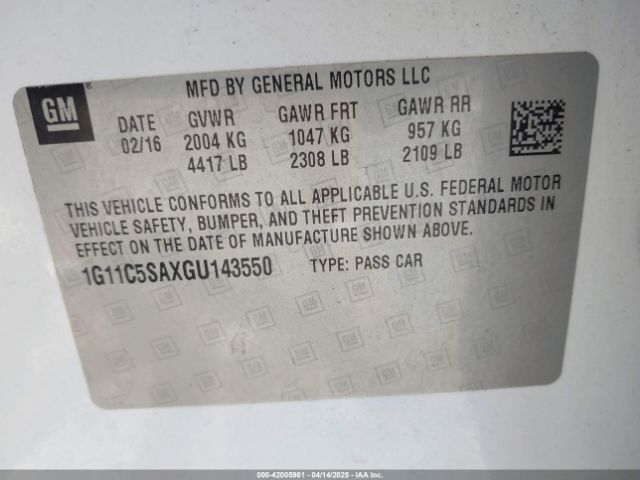 GM
MFD BY GENERAL MOTORS LLC
DATE GVWR GAWR FRT GAWR RR
02/16 2004 KG 1047 KG 957 KG
4417 LB 2308 LB 2109 LB
THIS VEHICLE CONFORMS TO ALL APPLICABLE U.S. FEDERAL MOTOR
VEHICLE SAFETY, BUMPER, AND THEFT PREVENTION STANDARDS IN
EFFECT ON THE DATE OF MANUFACTURE SHOWN ABOVE.
1G11C5SAXGU143550 TYPE: PASS CAR
000-42005961 - 04/14/2025 - IAA, Inc.